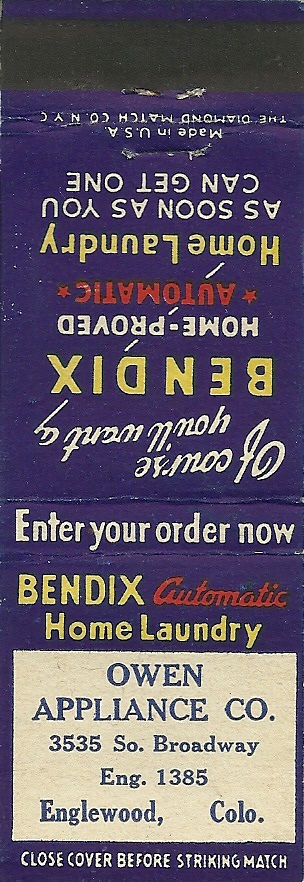 Of course
you'll want a
BENDIX
HOME-PROVED
★ AUTOMATIC ★
Home Laundry
AS SOON AS YOU
CAN GET ONE
Made in U.S.A.
THE DIAMOND MATCH CO. N.Y.C.
Enter your order now
BENDIX Automatic
Home Laundry
OWEN
APPLIANCE CO.
3535 So. Broadway
Eng. 1385
Englewood, Colo.
CLOSE COVER BEFORE STRIKING MATCH